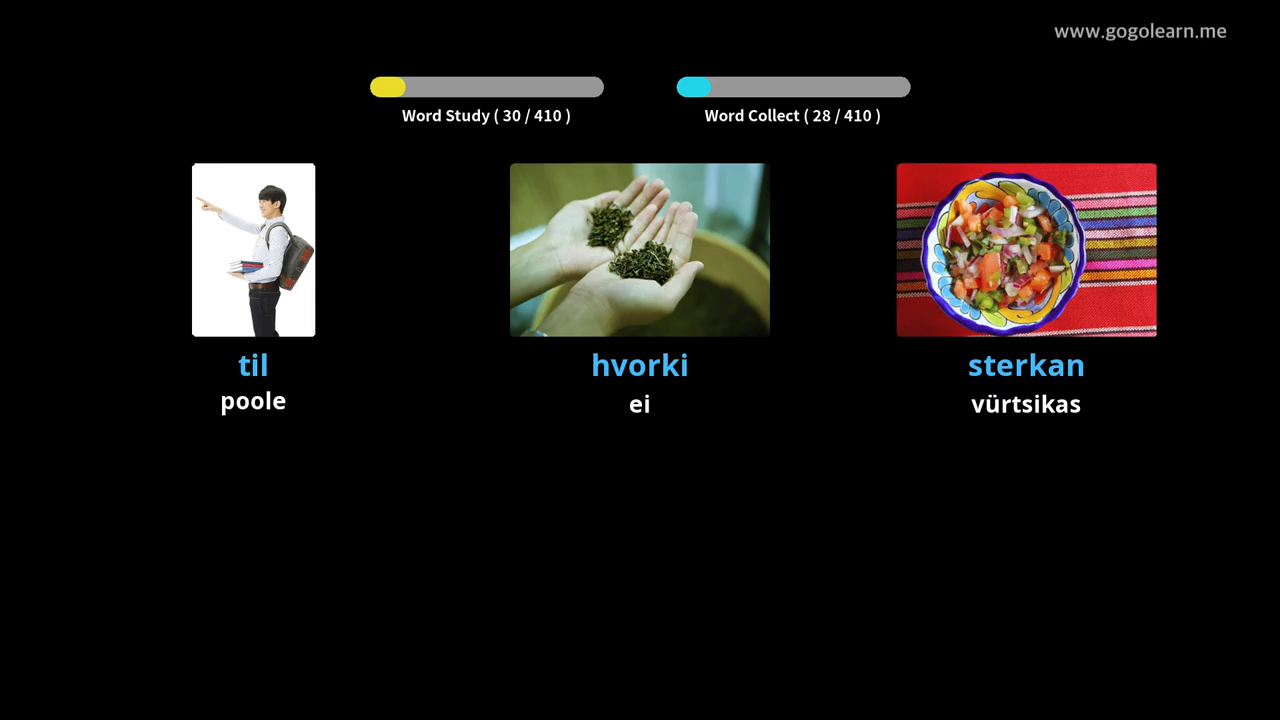 www.gogolearn.me
Word Study ( 30 / 410 )
Word Collect ( 28 / 410 )
til
poole
hvorki
ei
sterkan
vürtsikas